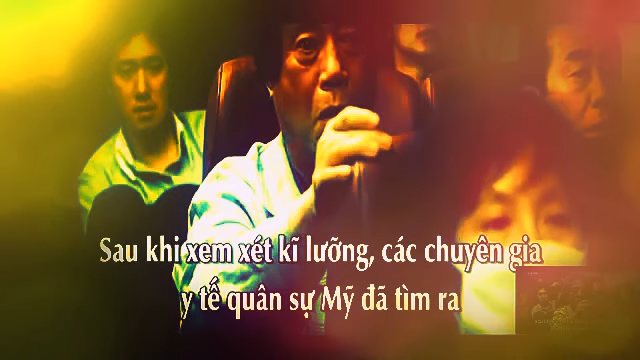 Sau khi xem xét kĩ lưỡng, các chuyên gia
y tế quân sự Mỹ đã tìm ra